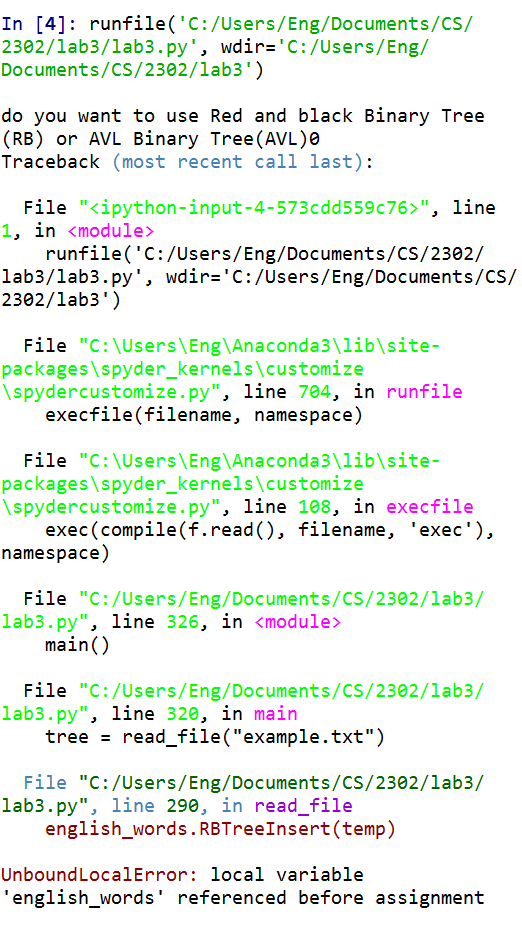 In [4]: runfile('C:/Users/Eng/Documents/CS/
2302/lab3/lab3.py', wdir='C:/Users/Eng/
Documents/CS/2302/lab3')
do you want to use Red and black Binary Tree
(RB) or AVL Binary Tree(AVL)0
Traceback (most recent call last):
File "<ipython-input-4-573cdd559c76>", line
1, in <module>
runfile('C:/Users/Eng/Documents/CS/2302/
lab3/lab3.py', wdir='C:/Users/Eng/Documents/CS/
2302/lab3')
File "C:\Users\Eng\Anaconda3\lib\site-
packages\spyder_kernels\customize
\spydercustomize.py", line 704, in runfile
execfile(filename, namespace)
File "C:\Users\Eng\Anaconda3\lib\site-
packages\spyder_kernels\customize
\spydercustomize.py", line 108, in execfile
exec(compile(f.read(), filename, 'exec'),
namespace)
File "C:/Users/Eng/Documents/CS/2302/lab3/
lab3.py", line 326, in <module>
main()
File "C:/Users/Eng/Documents/CS/2302/lab3/
lab3.py", line 320, in main
tree = read_file("example.txt")
File "C:/Users/Eng/Documents/CS/2302/lab3/
lab3.py", line 290, in read_file
english_words.RBTreeInsert(temp)
UnboundLocalError: local variable
'english_words' referenced before assignment